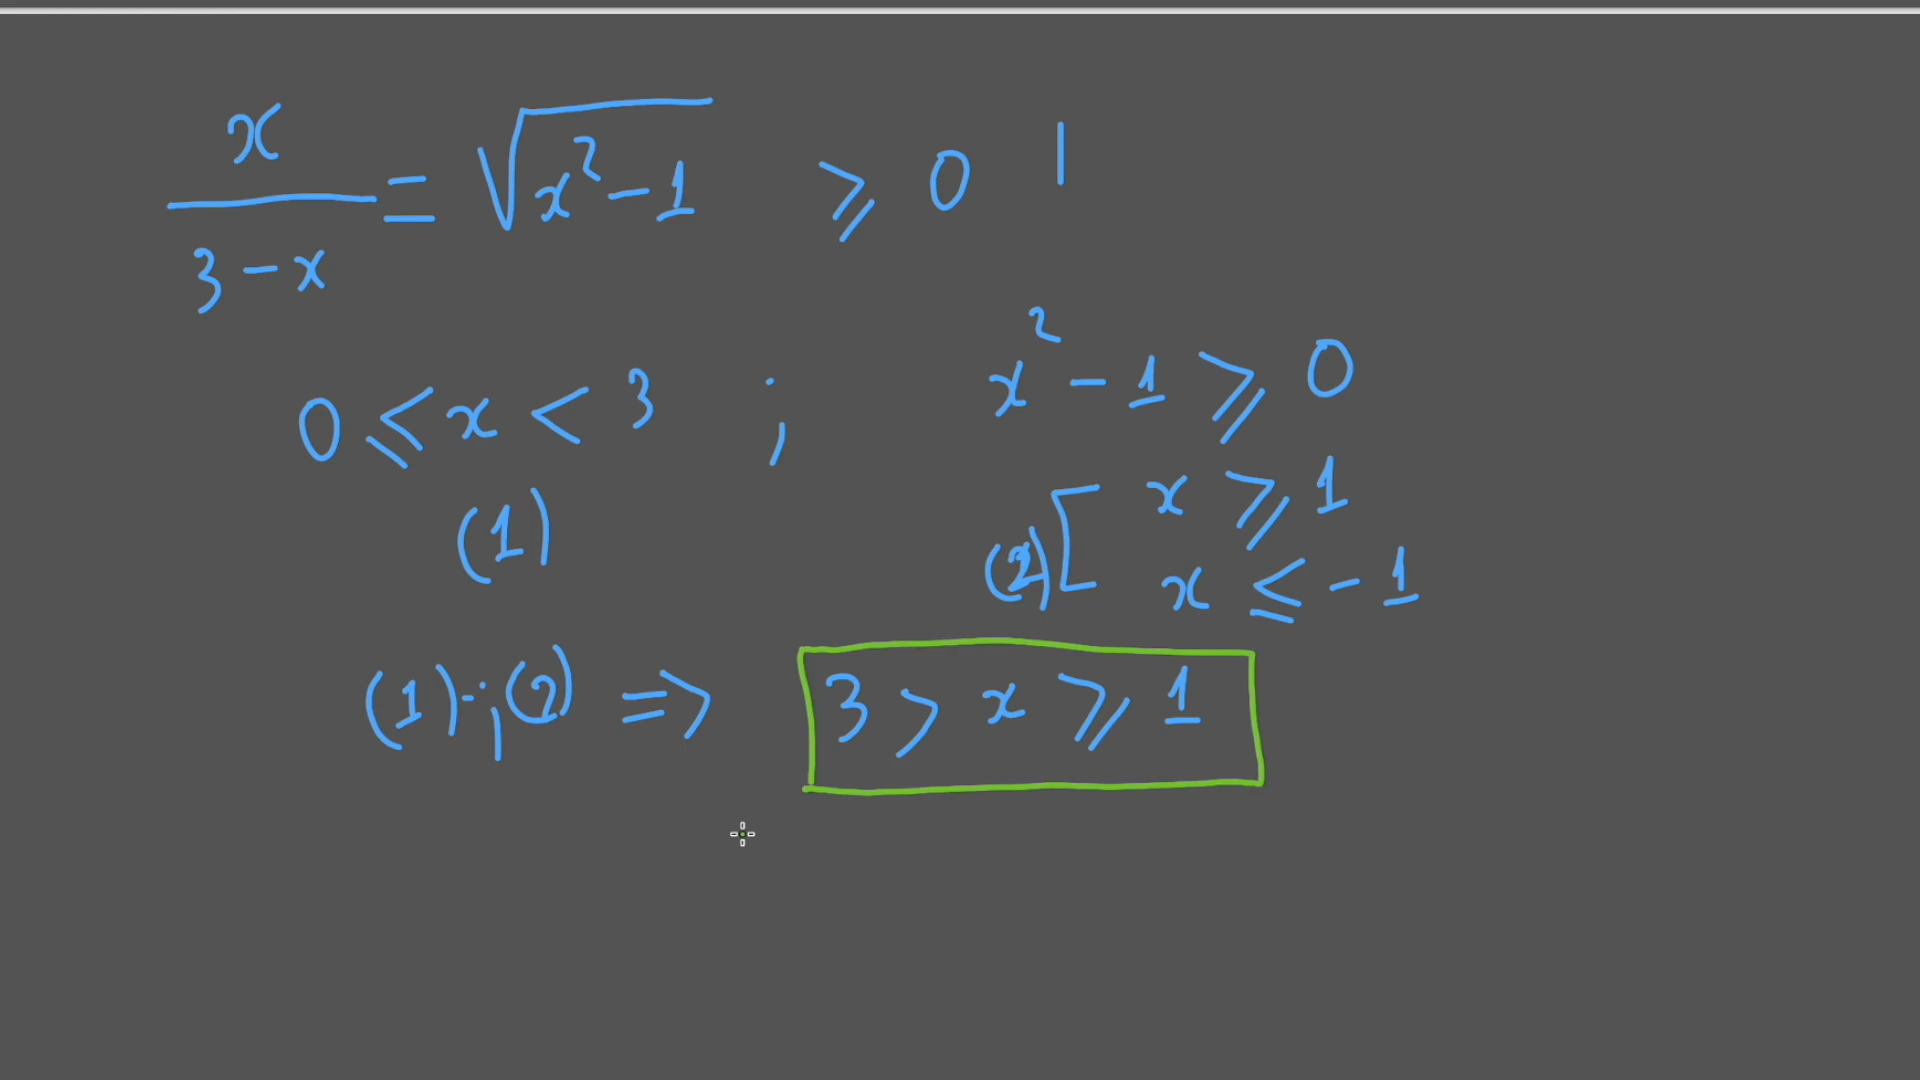 x/(3-x) = √(x²-1) ⩾ 0 |
0 ≤ x < 3 ; x² - 1 ⩾ 0
(1) (2) [ x ⩾ 1
x ≤ -1
(1) - ; (2) => 3 > x ⩾ 1